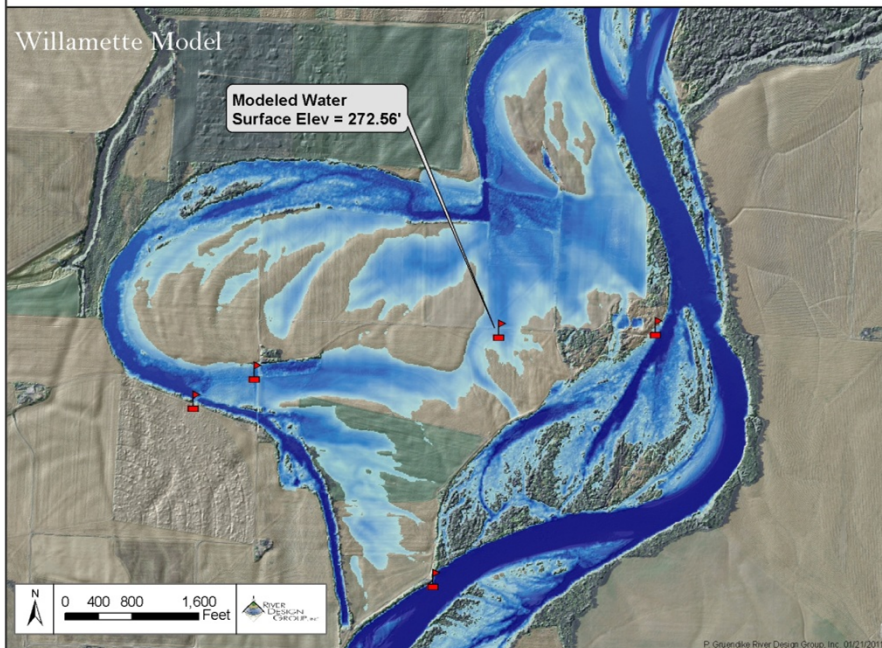 Willamette Model
Modeled Water
Surface Elev = 272.56'
N
0 400 800 1,600
Feet
RIVER
DESIGN
GROUP, INC
P. Gruendike River Design Group, Inc. 01/21/2011